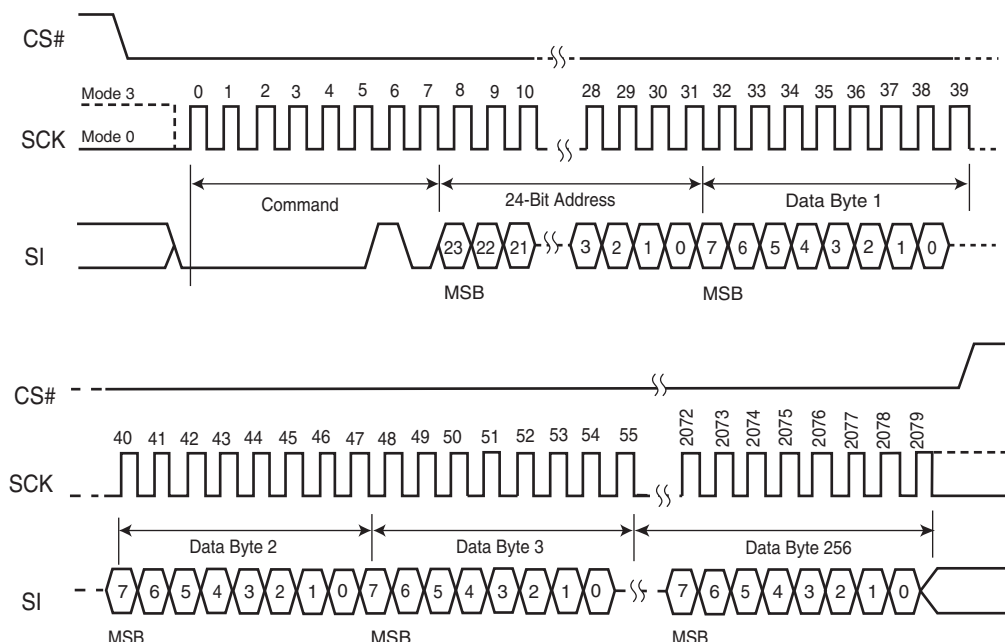 CS#
Mode 3
0 1 2 3 4 5 6 7 8 9 10 28 29 30 31 32 33 34 35 36 37 38 39
SCK
Mode 0
Command
24-Bit Address
Data Byte 1
SI
23 22 21 3 2 1 0 7 6 5 4 3 2 1 0
MSB
MSB
CS#
40 41 42 43 44 45 46 47 48 49 50 51 52 53 54 55 2072 2073 2074 2075 2076 2077 2078 2079
SCK
Data Byte 2
Data Byte 3
Data Byte 256
SI
7 6 5 4 3 2 1 0 7 6 5 4 3 2 1 0 7 6 5 4 3 2 1 0
MSB
MSB
MSB